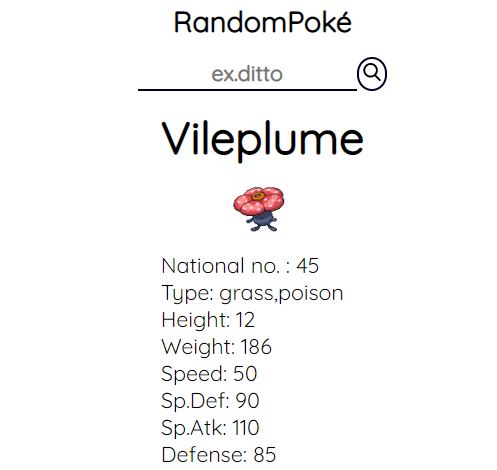 RandomPoké
ex.ditto
Vileplume
National no. : 45
Type: grass,poison
Height: 12
Weight: 186
Speed: 50
Sp.Def: 90
Sp.Atk: 110
Defense: 85